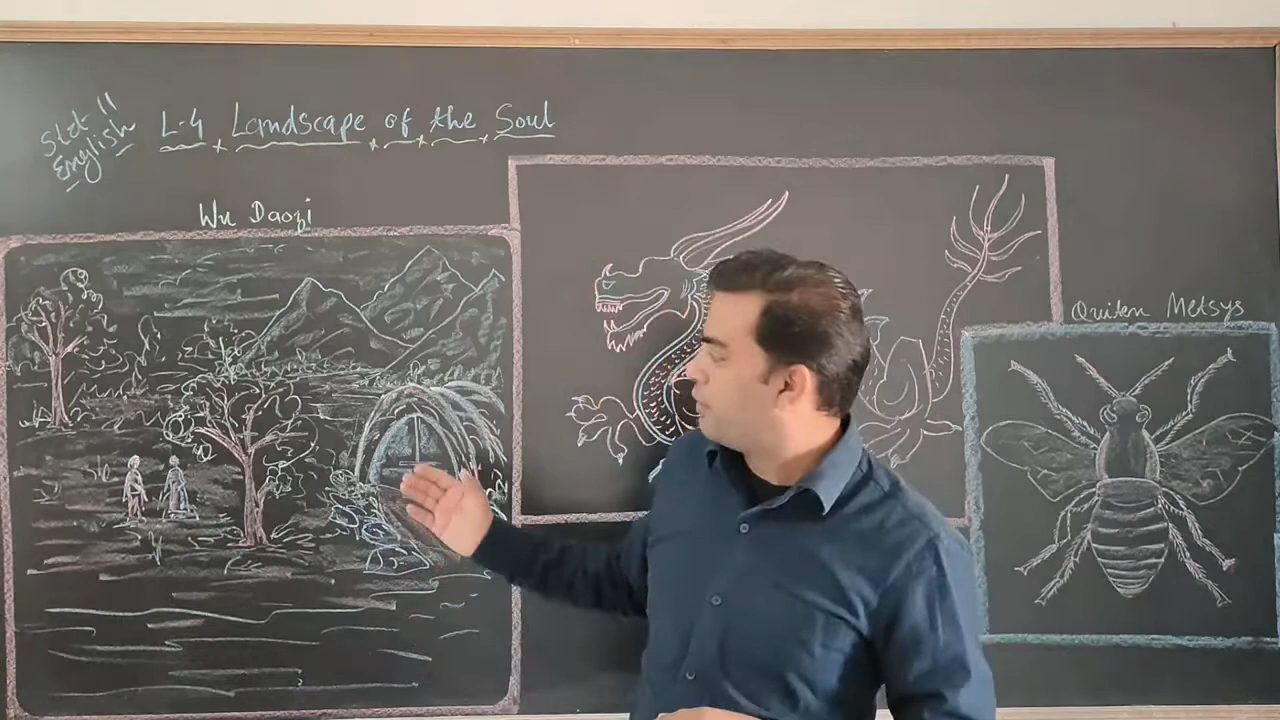 Std-11
English
L-4 Landscape of the Soul
Wu Daozi
Quiten Metsys